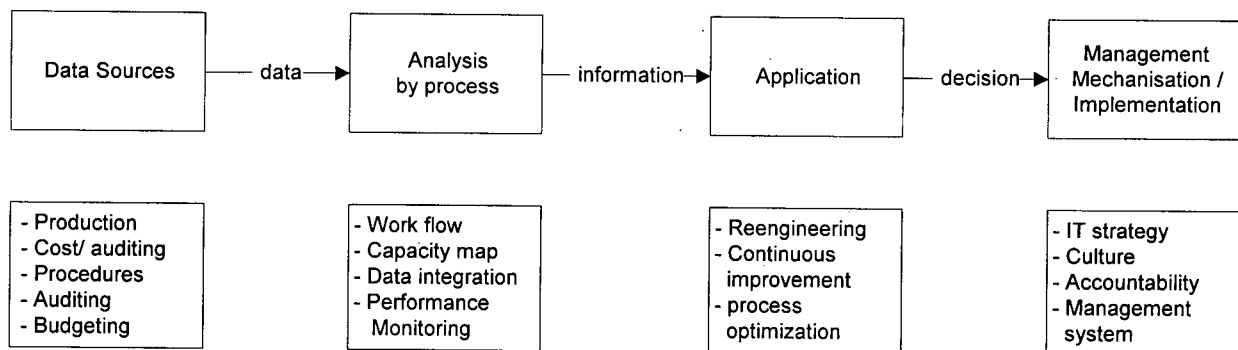 Data Sources
data
Analysis
by process
information
Application
decision
Management
Mechanisation /
Implementation
- Production
- Cost/ auditing
- Procedures
- Auditing
- Budgeting
- Work flow
- Capacity map
- Data integration
- Performance
Monitoring
- Reengineering
- Continuous
improvement
- process
optimization
- IT strategy
- Culture
- Accountability
- Management
system